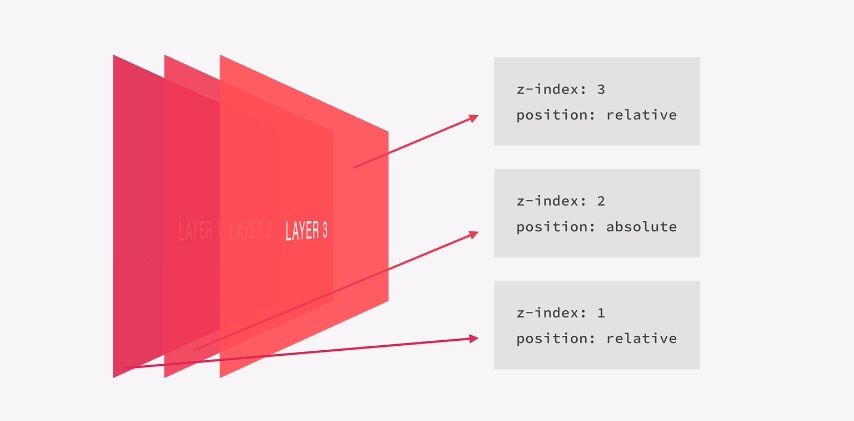 LAYER 1 LAYER 2 LAYER 3
z-index: 3
position: relative
z-index: 2
position: absolute
z-index: 1
position: relative